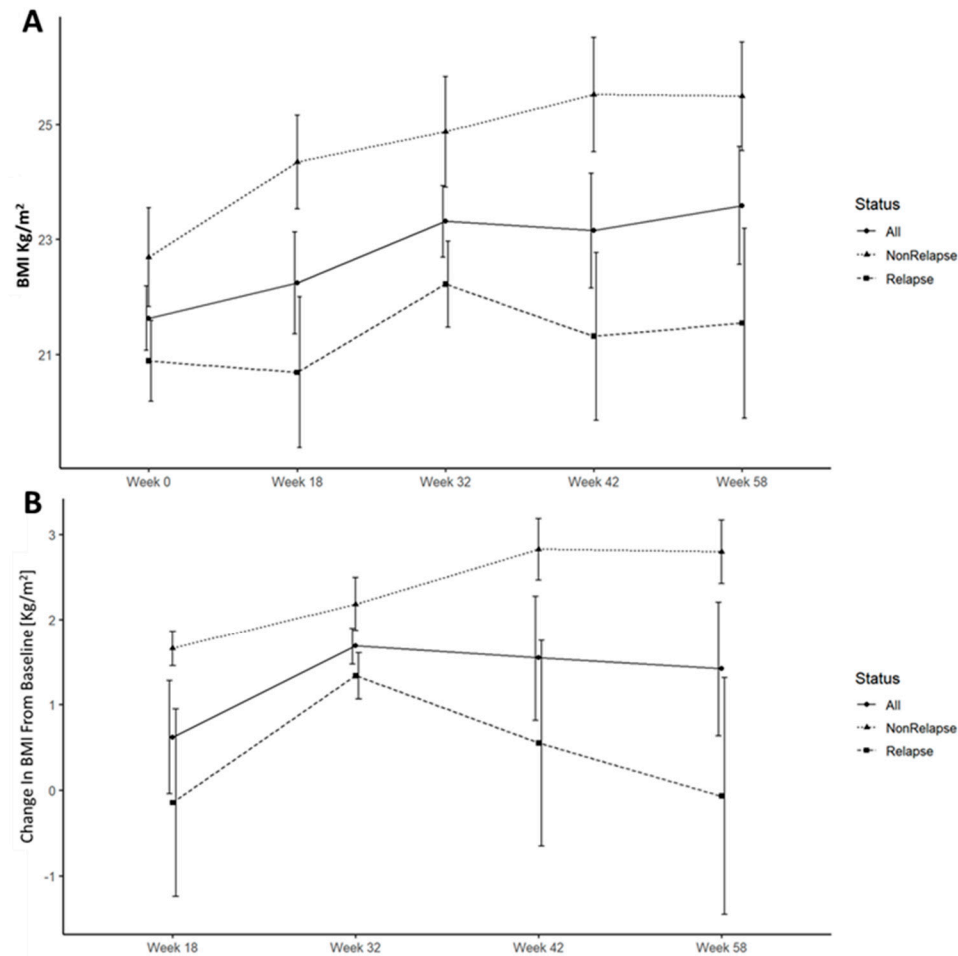 A
BMI Kg/m²
25
23
21
Week 0 Week 18 Week 32 Week 42 Week 58
Status
All
NonRelapse
Relapse
B
Change In BMI From Baseline [Kg/m²]
3
2
1
0
-1
Week 18 Week 32 Week 42 Week 58
Status
All
NonRelapse
Relapse